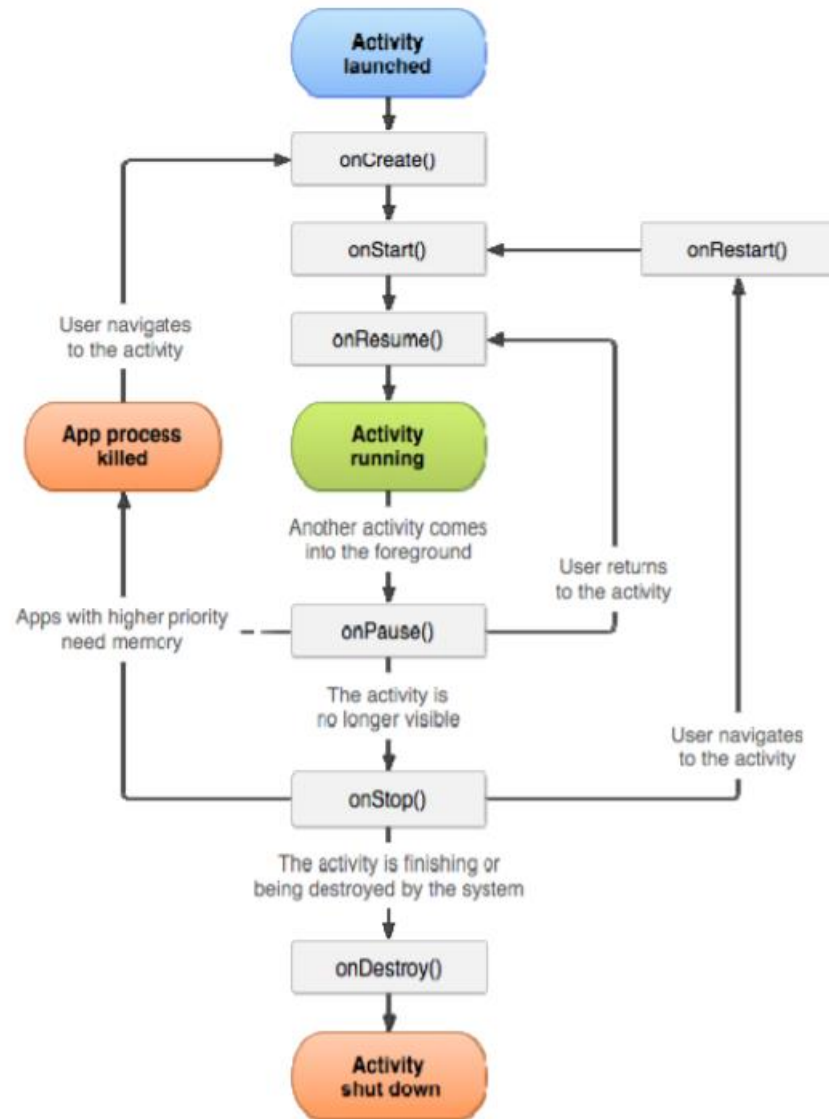 Activity
launched
onCreate()
onStart()
onRestart()
onResume()
User navigates
to the activity
App process
killed
Activity
running
Another activity comes
into the foreground
User returns
to the activity
Apps with higher priority
need memory
onPause()
The activity is
no longer visible
User navigates
to the activity
onStop()
The activity is finishing or
being destroyed by the system
onDestroy()
Activity
shut down